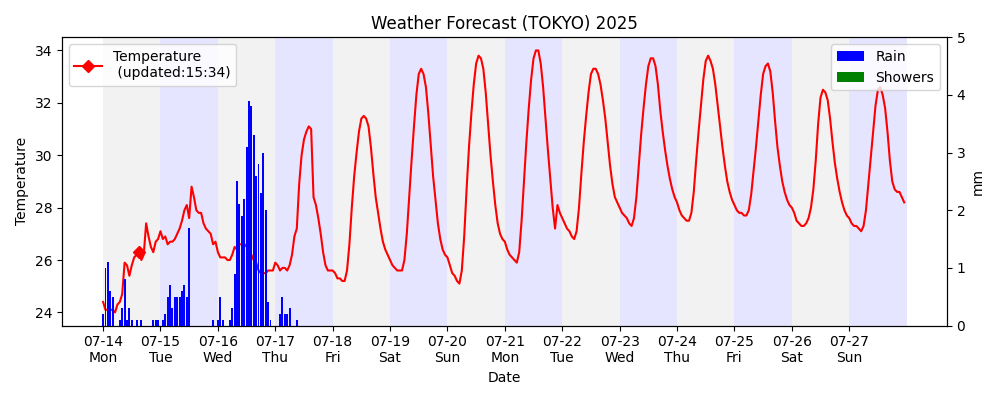 Weather Forecast (TOKYO) 2025
Temperature
(updated:15:34)
Rain
Showers
34
32
30
28
26
24
Temperature
5
4
3
2
1
0
mm
07-14 07-15 07-16 07-17 07-18 07-19 07-20 07-21 07-22 07-23 07-24 07-25 07-26 07-27
Mon Tue Wed Thu Fri Sat Sun Mon Tue Wed Thu Fri Sat Sun
Date